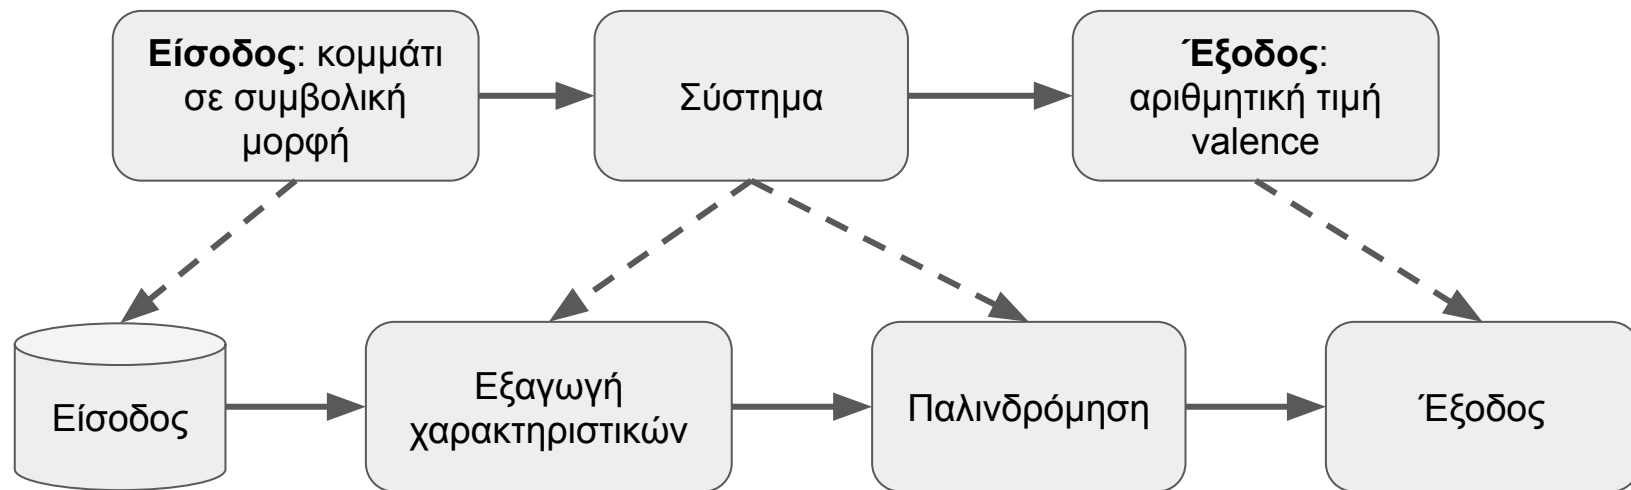 Είσοδος: κομμάτι
σε συμβολική
μορφή
Σύστημα
Έξοδος:
αριθμητική τιμή
valence
Είσοδος
Εξαγωγή
χαρακτηριστικών
Παλινδρόμηση
Έξοδος